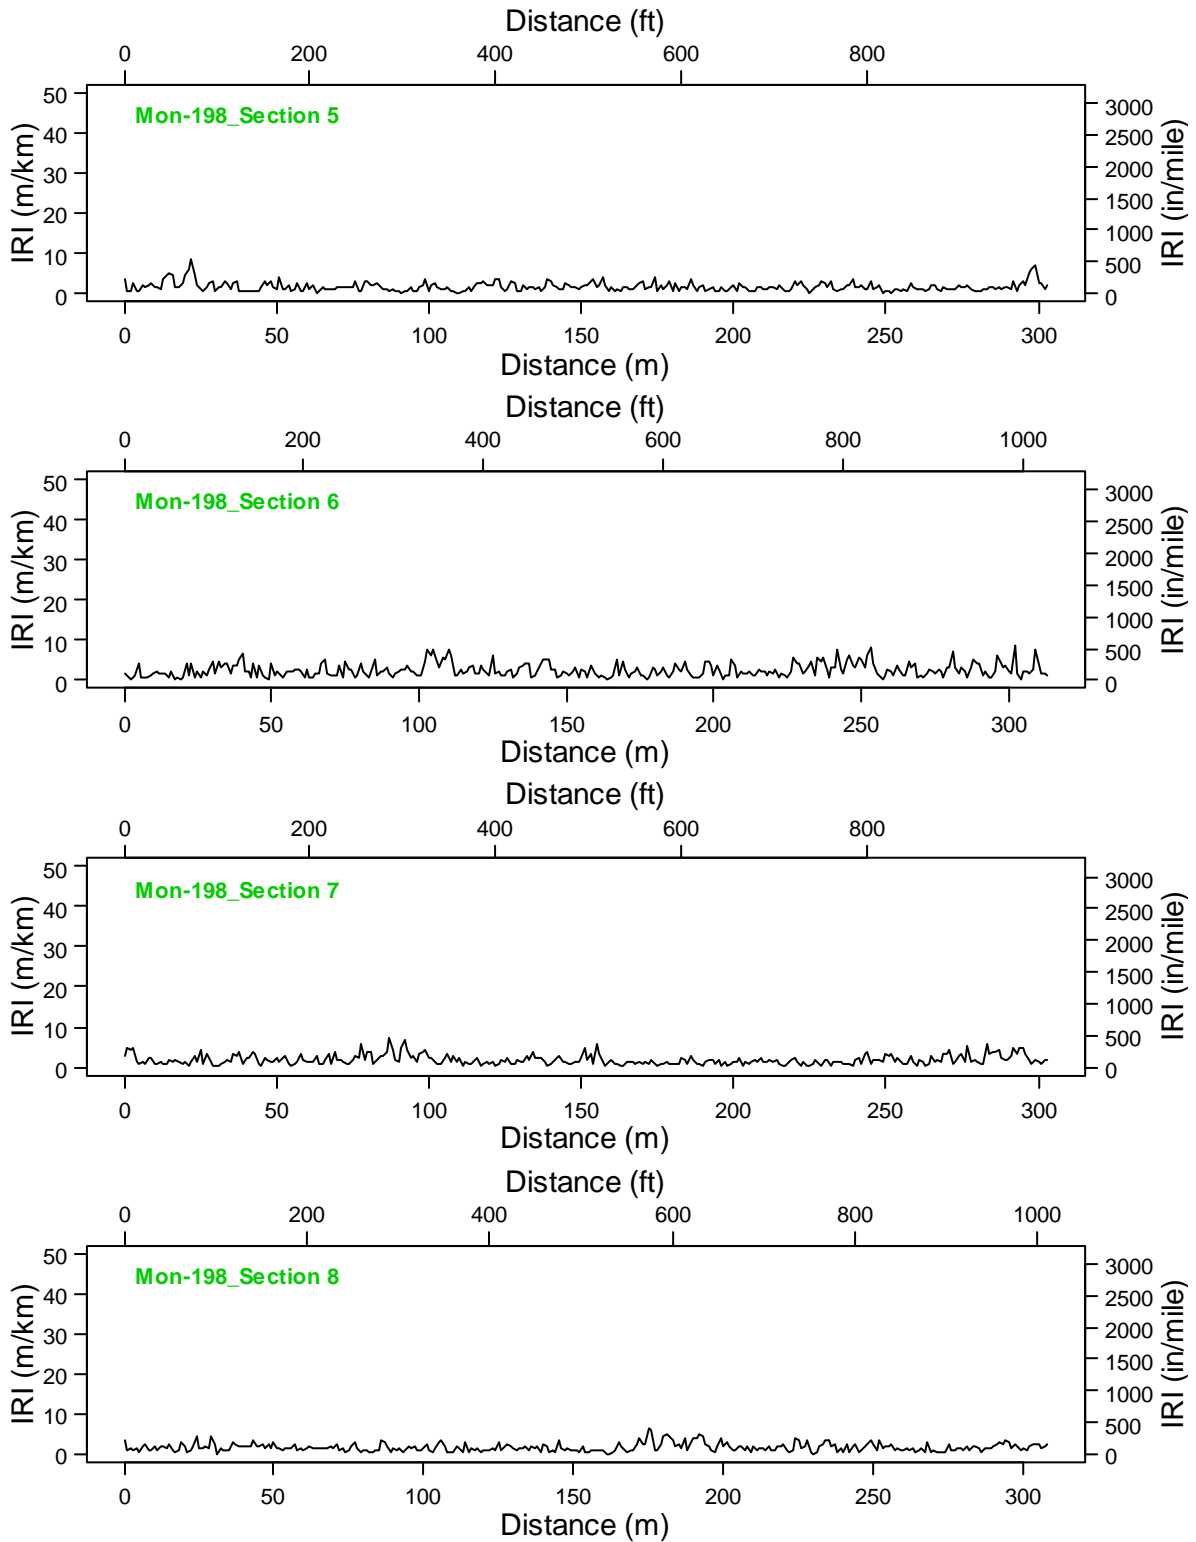 Distance (ft)
0 200 400 600 800
Mon-198_Section 5
IRI (m/km)
50
40
30
20
10
0
3000
2500
2000
1500
1000
500
0
IRI (in/mile)
0 50 100 150 200 250 300
Distance (m)
Distance (ft)
0 200 400 600 800 1000
Mon-198_Section 6
IRI (m/km)
50
40
30
20
10
0
3000
2500
2000
1500
1000
500
0
IRI (in/mile)
0 50 100 150 200 250 300
Distance (m)
Distance (ft)
0 200 400 600 800
Mon-198_Section 7
IRI (m/km)
50
40
30
20
10
0
3000
2500
2000
1500
1000
500
0
IRI (in/mile)
0 50 100 150 200 250 300
Distance (m)
Distance (ft)
0 200 400 600 800 1000
Mon-198_Section 8
IRI (m/km)
50
40
30
20
10
0
3000
2500
2000
1500
1000
500
0
IRI (in/mile)
0 50 100 150 200 250 300
Distance (m)